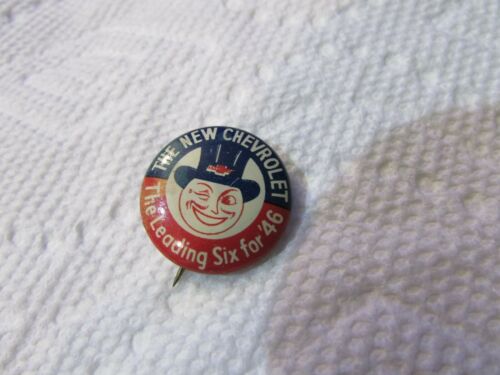 THE NEW CHEVROLET
The Leading Six for '46